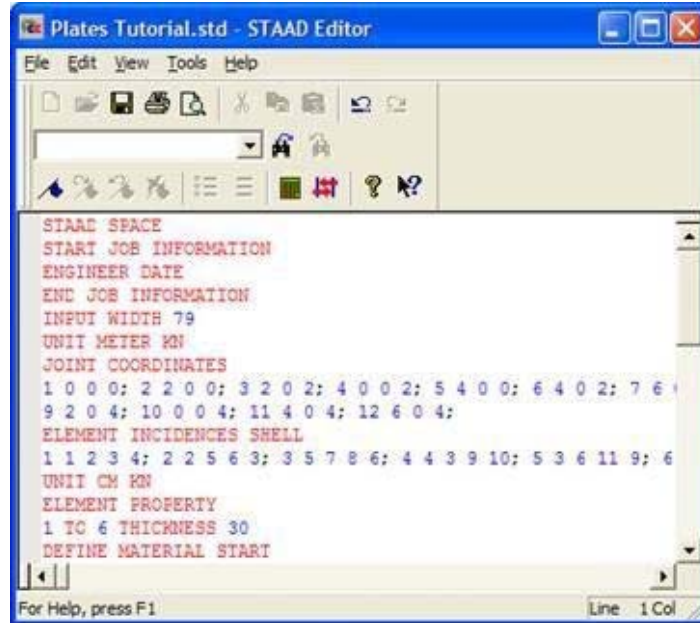 Plates Tutorial.std - STAAD Editor
File Edit View Tools Help
STAAD SPACE
START JOB INFORMATION
ENGINEER DATE
END JOB INFORMATION
INPUT WIDTH 79
UNIT METER KN
JOINT COORDINATES
1 0 0 0; 2 2 0 0; 3 2 0 2; 4 0 0 2; 5 4 0 0; 6 4 0 2; 7 6
9 2 0 4; 10 0 0 4; 11 4 0 4; 12 6 0 4;
ELEMENT INCIDENCES SHELL
1 1 2 3 4; 2 2 5 6 3; 3 5 7 8 6; 4 4 3 9 10; 5 3 6 11 9; 6
UNIT CM KN
ELEMENT PROPERTY
1 TO 6 THICKNESS 30
DEFINE MATERIAL START
For Help, press F1
Line 1 Col